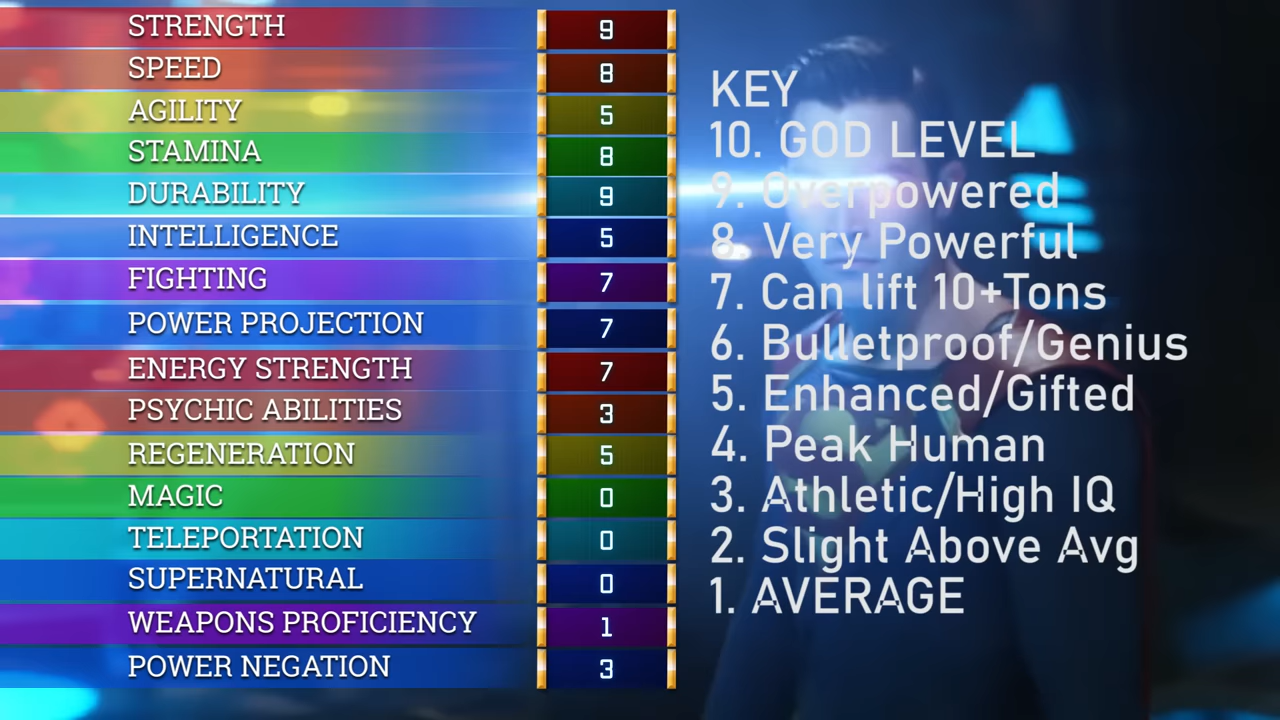 STRENGTH 9
SPEED 8
AGILITY 5
STAMINA 8
DURABILITY 9
INTELLIGENCE 5
FIGHTING 7
POWER PROJECTION 7
ENERGY STRENGTH 7
PSYCHIC ABILITIES 3
REGENERATION 5
MAGIC 0
TELEPORTATION 0
SUPERNATURAL 0
WEAPONS PROFICIENCY 1
POWER NEGATION 3
KEY
10. GOD LEVEL
9. Overpowered
8. Very Powerful
7. Can lift 10+Tons
6. Bulletproof/Genius
5. Enhanced/Gifted
4. Peak Human
3. Athletic/High IQ
2. Slight Above Avg
1. AVERAGE